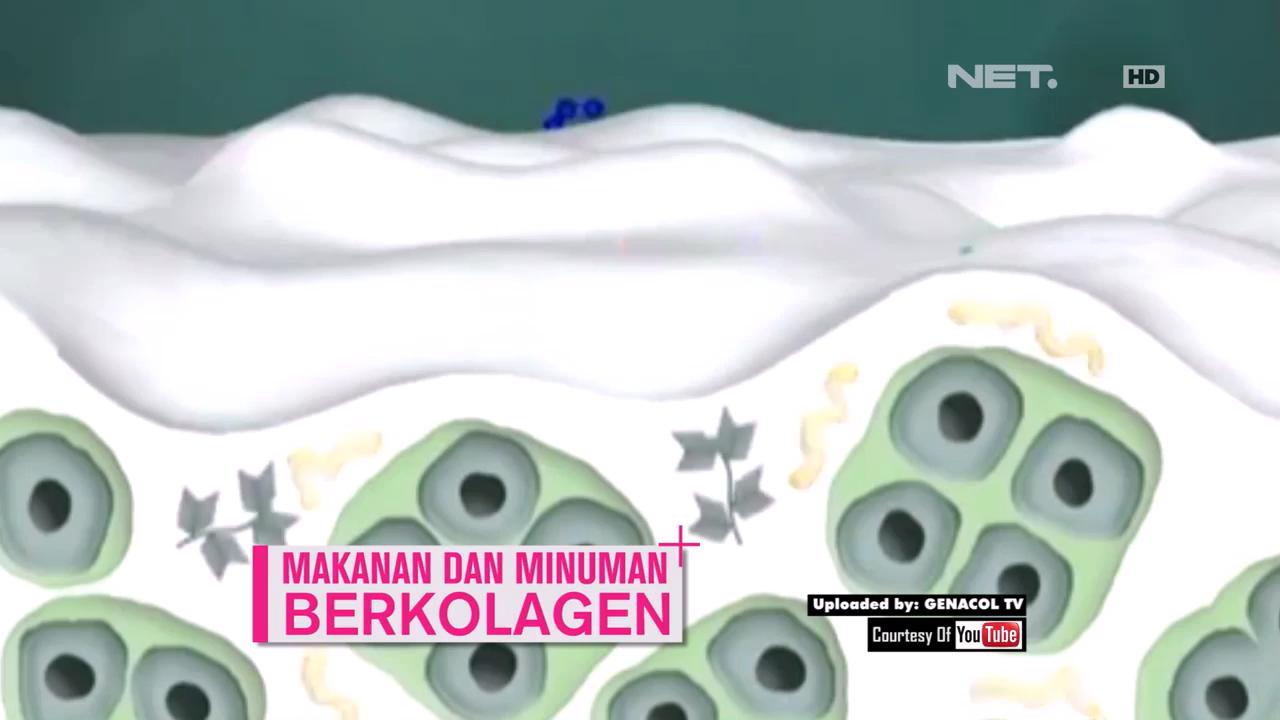 NET.
HD
MAKANAN DAN MINUMAN
BERKOLAGEN
Uploaded by: GENACOL TV
Courtesy Of YouTube